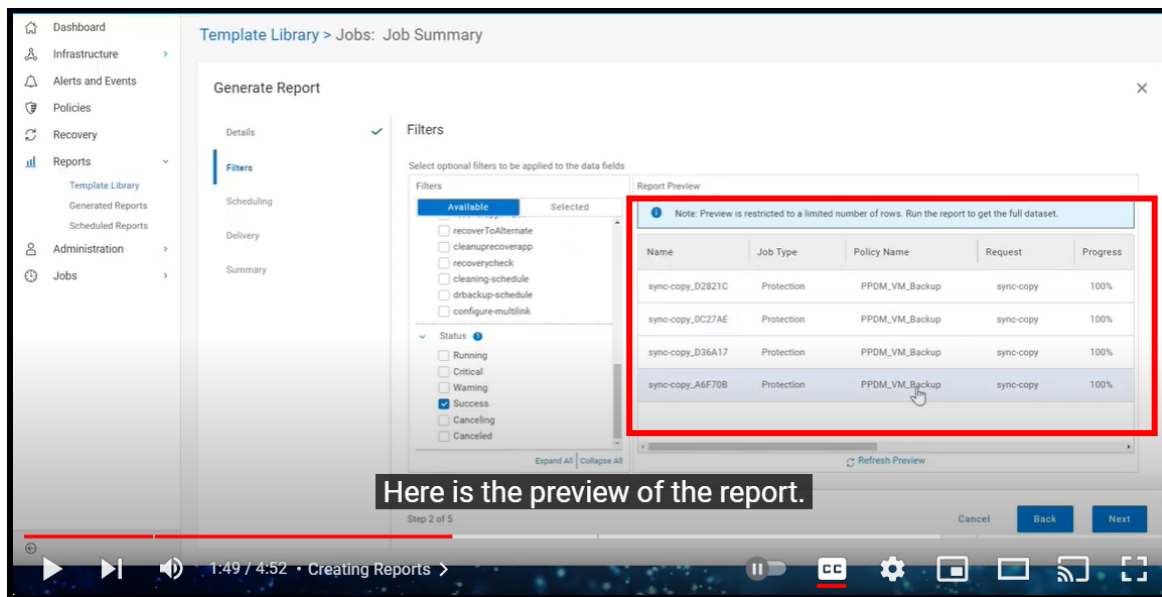 Dashboard
Infrastructure
Alerts and Events
Policies
Recovery
Reports
Template Library
Generated Reports
Scheduled Reports
Administration
Jobs
Template Library > Jobs: Job Summary
Generate Report
Details
Filters
Scheduling
Delivery
Summary
Filters
Select optional filters to be applied to the data fields
Filters
Available Selected
recoverToAlternate
cleanuprecoverapp
recoverycheck
cleaning-schedule
drbackup-schedule
configure-multilink
Status
Running
Critical
Warning
Success
Canceling
Canceled
Expand All Collapse All
Report Preview
Note: Preview is restricted to a limited number of rows. Run the report to get the full dataset.
Name Job Type Policy Name Request Progress
sync-copy_D2821C Protection PPDM_VM_Backup sync-copy 100%
sync-copy_0C27AE Protection PPDM_VM_Backup sync-copy 100%
sync-copy_D36A17 Protection PPDM_VM_Backup sync-copy 100%
sync-copy_A6F70B Protection PPDM_VM_Backup sync-copy 100%
Refresh Preview
Here is the preview of the report.
Step 2 of 5
Cancel Back Next
1:49 / 4:52 • Creating Reports >
CC